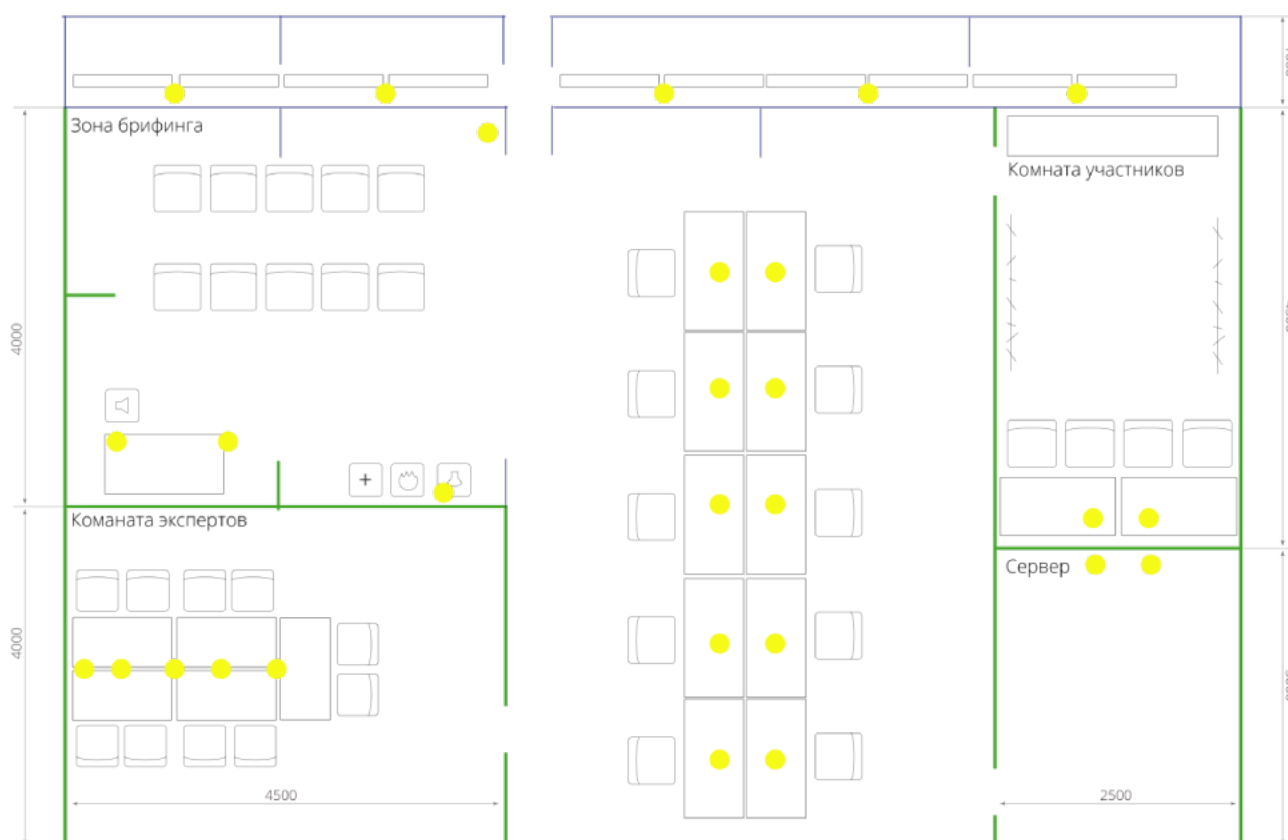 Зона брифинга
Комната участников
4000
Команата экспертов
Сервер
4000
4500
2500